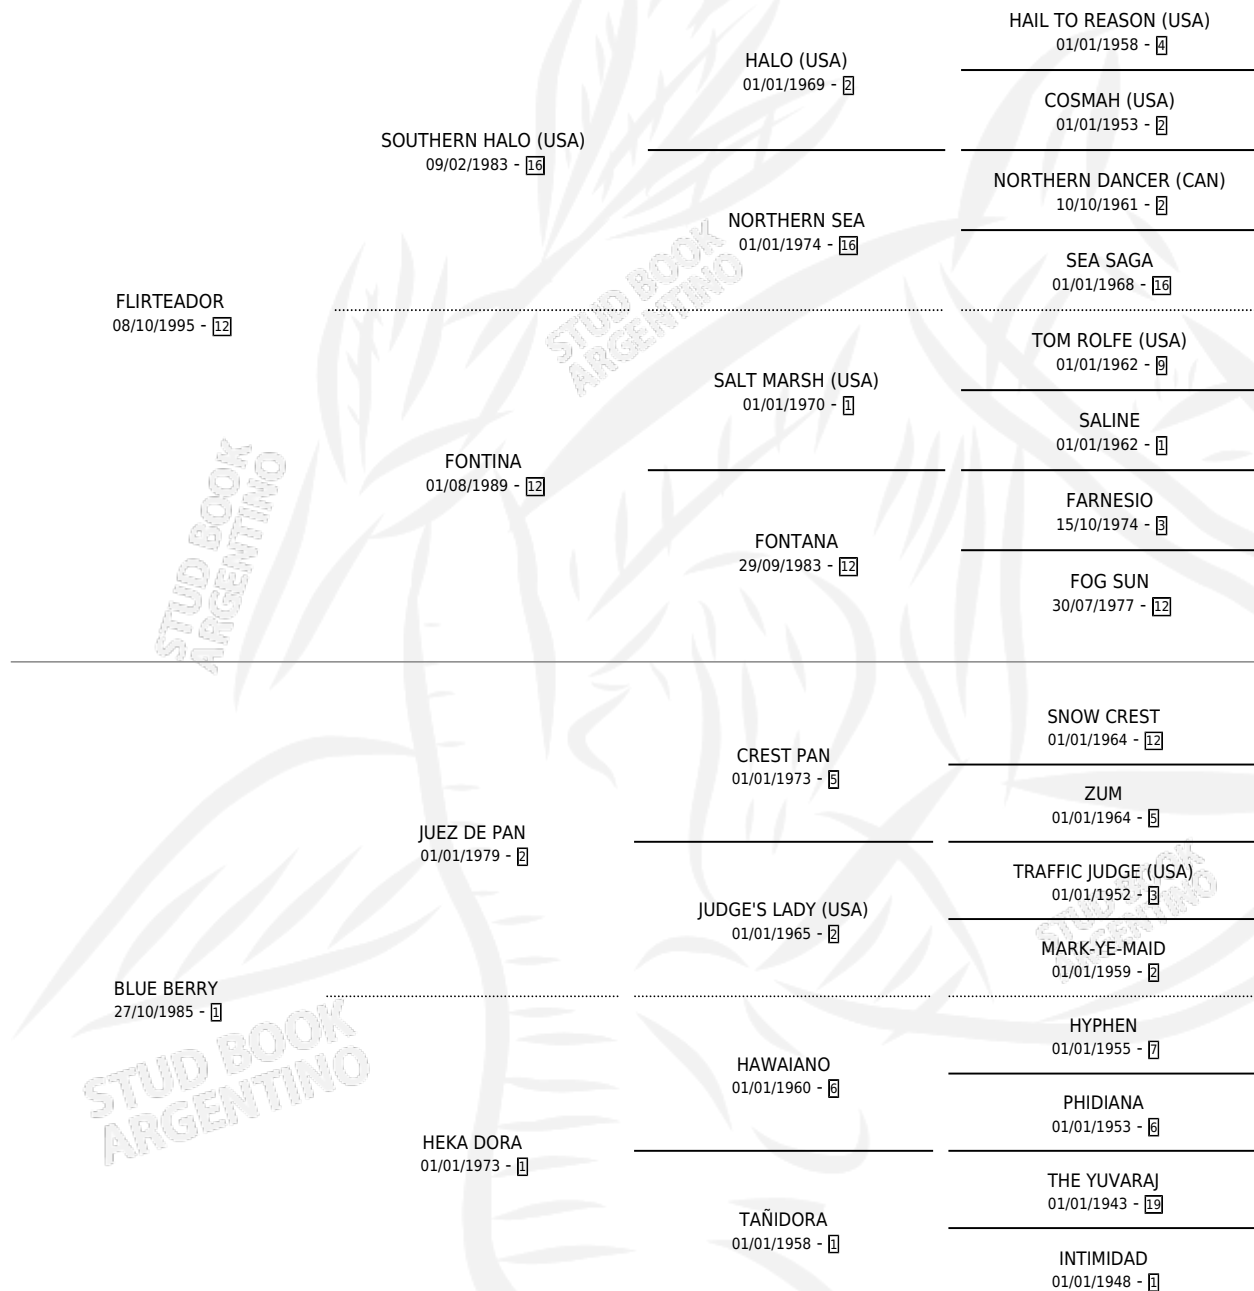 FLIRTEADOR
08/10/1995 - 12
SOUTHERN HALO (USA)
09/02/1983 - 16
HALO (USA)
01/01/1969 - 2
HAIL TO REASON (USA)
01/01/1958 - 4
COSMAH (USA)
01/01/1953 - 2
NORTHERN SEA
01/01/1974 - 16
NORTHERN DANCER (CAN)
10/10/1961 - 2
SEA SAGA
01/01/1968 - 16
FONTINA
01/08/1989 - 12
SALT MARSH (USA)
01/01/1970 - 1
TOM ROLFE (USA)
01/01/1962 - 9
SALINE
01/01/1962 - 1
FONTANA
29/09/1983 - 12
FARNESIO
15/10/1974 - 3
FOG SUN
30/07/1977 - 12
BLUE BERRY
27/10/1985 - 1
JUEZ DE PAN
01/01/1979 - 2
CREST PAN
01/01/1973 - 5
SNOW CREST
01/01/1964 - 12
ZUM
01/01/1964 - 5
JUDGE'S LADY (USA)
01/01/1965 - 2
TRAFFIC JUDGE (USA)
01/01/1952 - 3
MARK-YE-MAID
01/01/1959 - 2
HEKA DORA
01/01/1973 - 1
HAWAIANO
01/01/1960 - 6
HYPHEN
01/01/1955 - 7
PHIDIANA
01/01/1953 - 6
TAÑIDORA
01/01/1958 - 1
THE YUVARAJ
01/01/1943 - 19
INTIMIDAD
01/01/1948 - 1
STUD BOOK
ARGENTINO
STUD BOOK
ARGENTINO
STUD BOOK
ARGENTINO
STUD BOOK
ARGENTINO